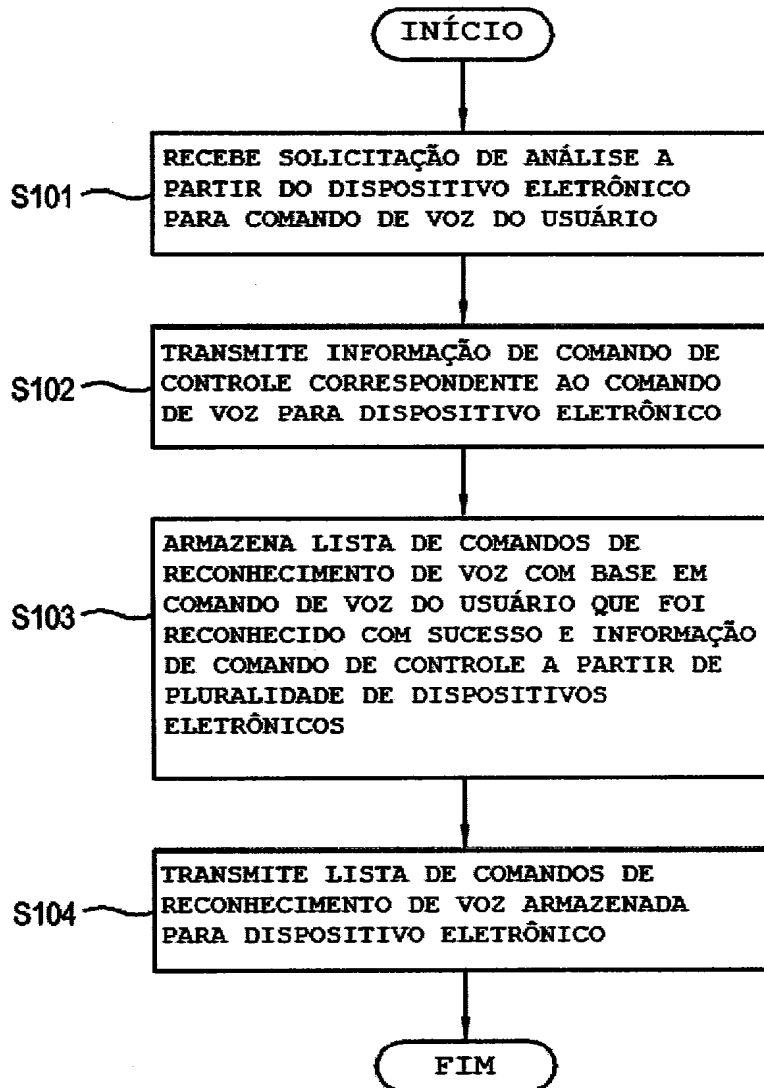 INÍCIO
S101
RECEBE SOLICITAÇÃO DE ANÁLISE A
PARTIR DO DISPOSITIVO ELETRÔNICO
PARA COMANDO DE VOZ DO USUÁRIO
S102
TRANSMITE INFORMAÇÃO DE COMANDO DE
CONTROLE CORRESPONDENTE AO COMANDO
DE VOZ PARA DISPOSITIVO ELETRÔNICO
S103
ARMAZENA LISTA DE COMANDOS DE
RECONHECIMENTO DE VOZ COM BASE EM
COMANDO DE VOZ DO USUÁRIO QUE FOI
RECONHECIDO COM SUCESSO E INFORMAÇÃO
DE COMANDO DE CONTROLE A PARTIR DE
PLURALIDADE DE DISPOSITIVOS
ELETRÔNICOS
S104
TRANSMITE LISTA DE COMANDOS DE
RECONHECIMENTO DE VOZ ARMAZENADA
PARA DISPOSITIVO ELETRÔNICO
FIM